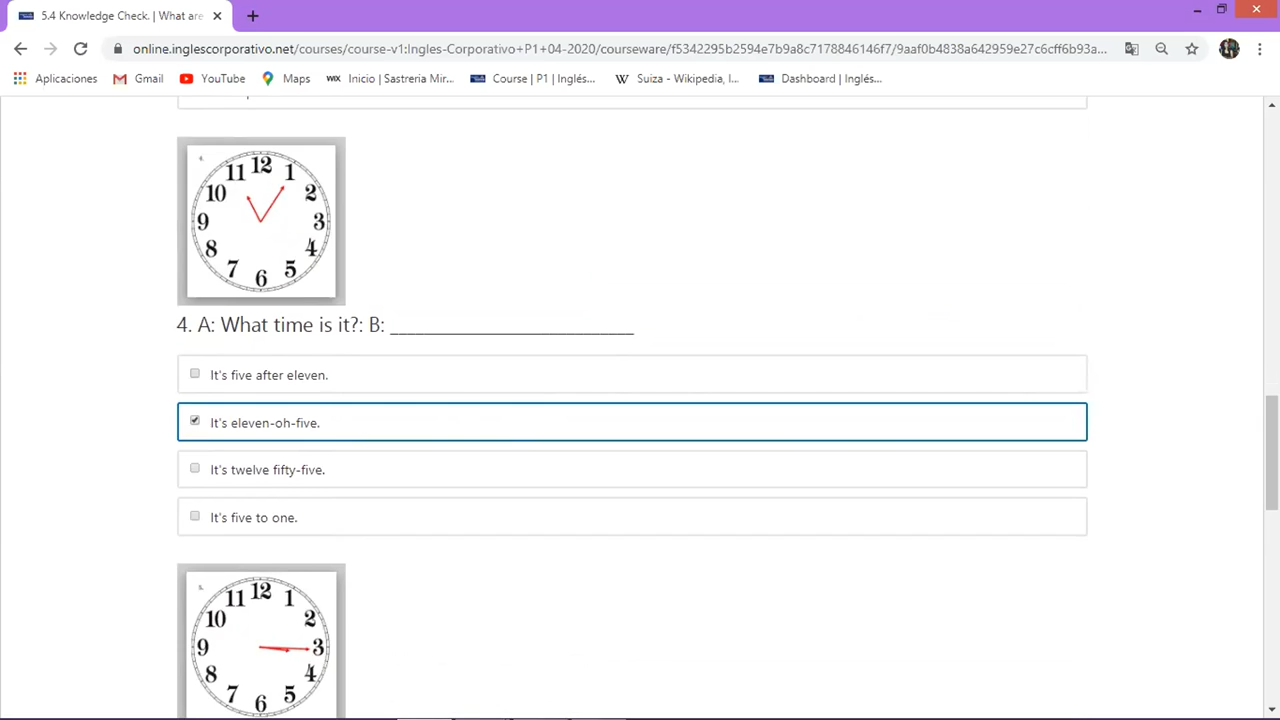 5.4 Knowledge Check. | What are
online.inglescorporativo.net/courses/course-v1:Ingles-Corporativo+P1+04-2020/courseware/f5342295b2594e7b9a8c7178846146f7/9aaf0b4838a642959e27c6cff6b93a...
Aplicaciones
Gmail
YouTube
Maps
WIX Inicio | Sastreria Mir...
Course | P1 | Inglés...
W Suiza - Wikipedia, l...
Dashboard | Inglés...
4.
12
11 1
10 2
9 3
8 4
7 5
6
4. A: What time is it?: B: ___________________________
It's five after eleven.
It's eleven-oh-five.
It's twelve fifty-five.
It's five to one.
5.
12
11 1
10 2
9 3
8 4
7 5
6